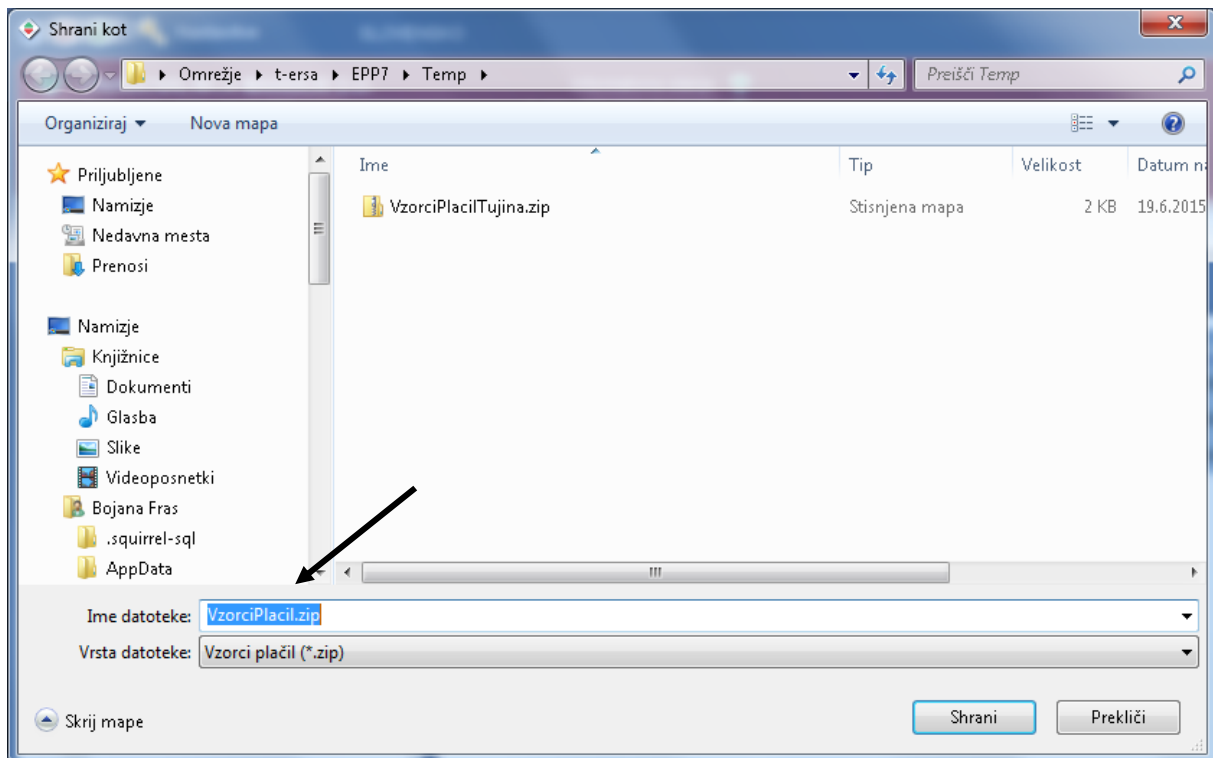 Shrani kot
Omrežje ▸ t-ersa ▸ EPP7 ▸ Temp ▸
Preišči Temp
Organiziraj Nova mapa
Ime Tip Velikost Datum na
VzorciPlacilTujina.zip Stisnjena mapa 2 KB 19.6.2015
Priljubljene
Namizje
Nedavna mesta
Prenosi
Namizje
Knjižnice
Dokumenti
Glasba
Slike
Videoposnetki
Bojana Fras
.squirrel-sql
AppData
Ime datoteke: VzorciPlacil.zip
Vrsta datoteke: Vzorci plačil (*.zip)
Skrij mape Shrani Prekliči